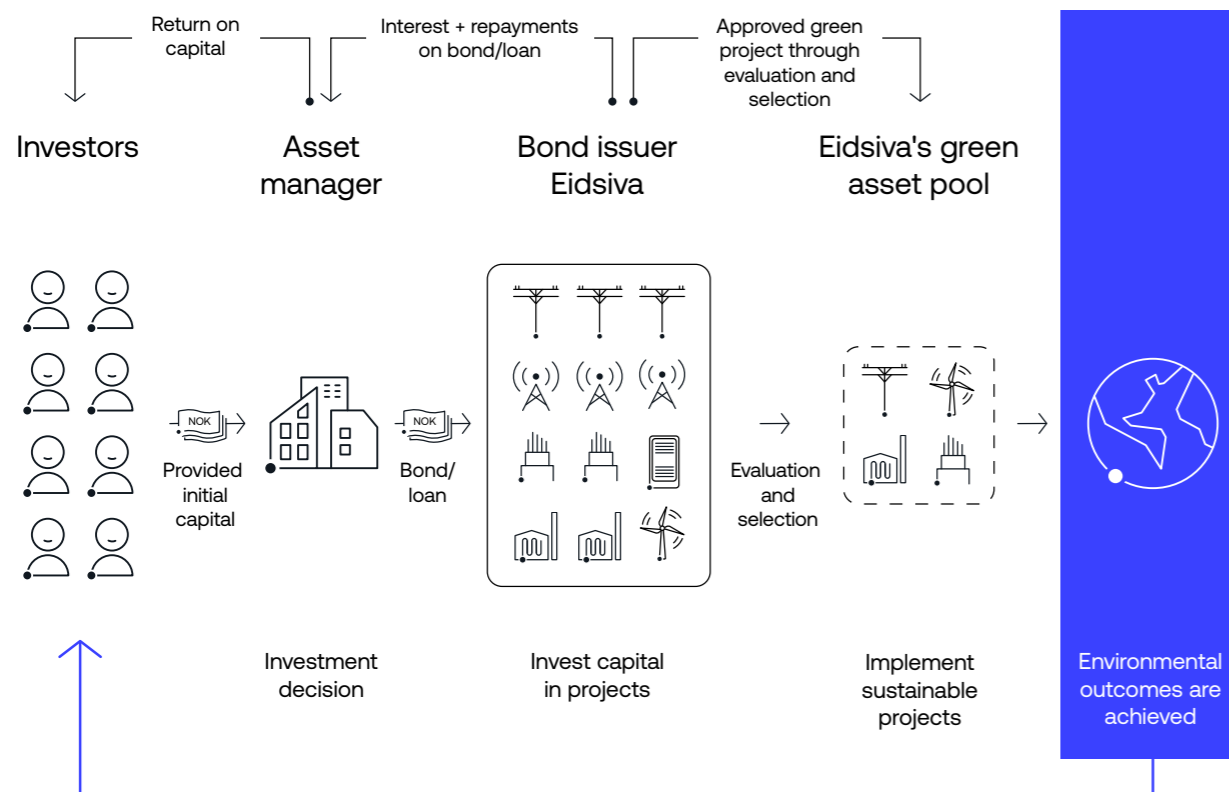 Return on
capital
Interest + repayments
on bond/loan
Approved green
project through
evaluation and
selection
Investors
Asset
manager
Bond issuer
Eidsiva
Eidsiva's green
asset pool
NOK
Provided
initial
capital
NOK
Bond/
loan
Evaluation
and
selection
Investment
decision
Invest capital
in projects
Implement
sustainable
projects
Environmental
outcomes are
achieved